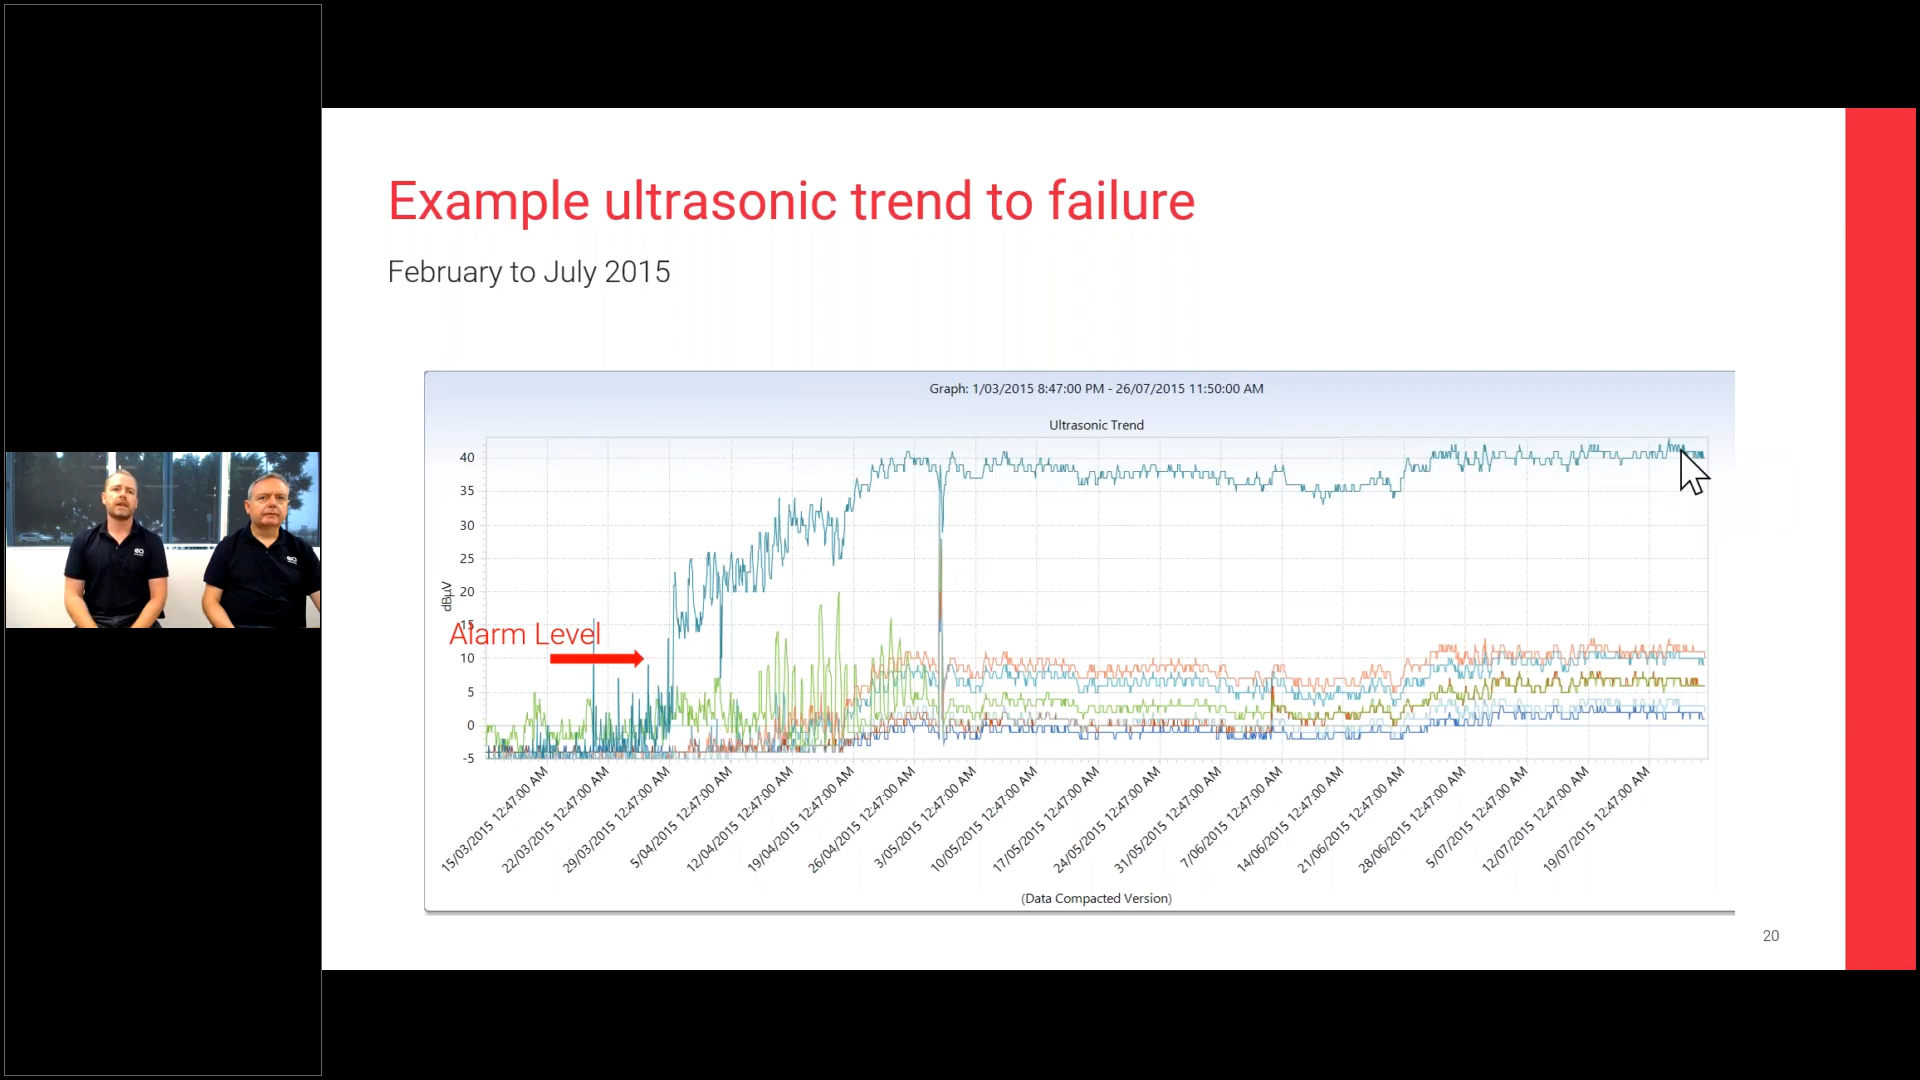 Example ultrasonic trend to failure
February to July 2015
Graph: 1/03/2015 8:47:00 PM - 26/07/2015 11:50:00 AM
Ultrasonic Trend
40
35
30
25
20
15
10
5
0
-5
dBµV
Alarm Level
15/03/2015 12:47:00 AM
22/03/2015 12:47:00 AM
29/03/2015 12:47:00 AM
5/04/2015 12:47:00 AM
12/04/2015 12:47:00 AM
19/04/2015 12:47:00 AM
26/04/2015 12:47:00 AM
3/05/2015 12:47:00 AM
10/05/2015 12:47:00 AM
17/05/2015 12:47:00 AM
24/05/2015 12:47:00 AM
31/05/2015 12:47:00 AM
7/06/2015 12:47:00 AM
14/06/2015 12:47:00 AM
21/06/2015 12:47:00 AM
28/06/2015 12:47:00 AM
5/07/2015 12:47:00 AM
12/07/2015 12:47:00 AM
19/07/2015 12:47:00 AM
(Data Compacted Version)
20